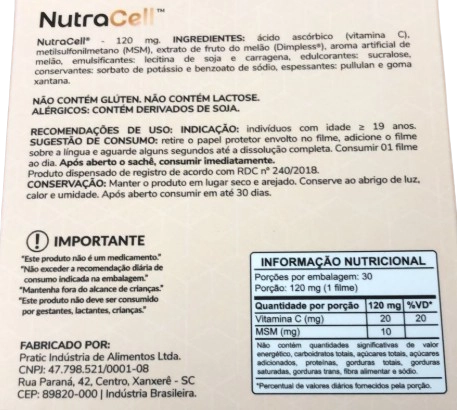 NutraCell™
NutraCell® - 120 mg. INGREDIENTES: ácido ascórbico (vitamina C),
metilsulfonilmetano (MSM), extrato de fruto do melão (Dimpless®), aroma artificial de
melão, emulsificantes: lecitina de soja e carragena, edulcorantes: sucralose,
conservantes: sorbato de potássio e benzoato de sódio, espessantes: pullulan e goma
xantana.
NÃO CONTÉM GLÚTEN. NÃO CONTÉM LACTOSE.
ALÉRGICOS: CONTÉM DERIVADOS DE SOJA.
RECOMENDAÇÕES DE USO: INDICAÇÃO: indivíduos com idade ≥ 19 anos.
SUGESTÃO DE CONSUMO: retire o papel protetor envolto no filme, adicione o filme
sobre a língua e aguarde alguns segundos até a dissolução completa. Consumir 01 filme
ao dia. Após aberto o sachê, consumir imediatamente.
Produto dispensado de registro de acordo com RDC nº 240/2018.
CONSERVAÇÃO: Manter o produto em lugar seco e arejado. Conserve ao abrigo de luz,
calor e umidade. Após aberto consumir em até 30 dias.
! IMPORTANTE
"Este produto não é um medicamento."
"Não exceder a recomendação diária de
consumo indicada na embalagem."
"Mantenha fora do alcance de crianças."
"Este produto não deve ser consumido
por gestantes, lactantes, crianças."
FABRICADO POR:
Pratic Indústria de Alimentos Ltda.
CNPJ: 47.798.521/0001-08
Rua Paraná, 42, Centro, Xanxerê - SC
CEP: 89820-000 | Indústria Brasileira.
INFORMAÇÃO NUTRICIONAL
Porções por embalagem: 30
Porção: 120 mg (1 filme)
Quantidade por porção 120 mg %VD*
Vitamina C (mg) 20 20
MSM (mg) 10
Não contém quantidades significativas de valor
energético, carboidratos totais, açúcares totais, açúcares
adicionados, proteínas, gorduras totais, gorduras
saturadas, gorduras trans, fibra alimentar e sódio.
*Percentual de valores diários fornecidos pela porção.